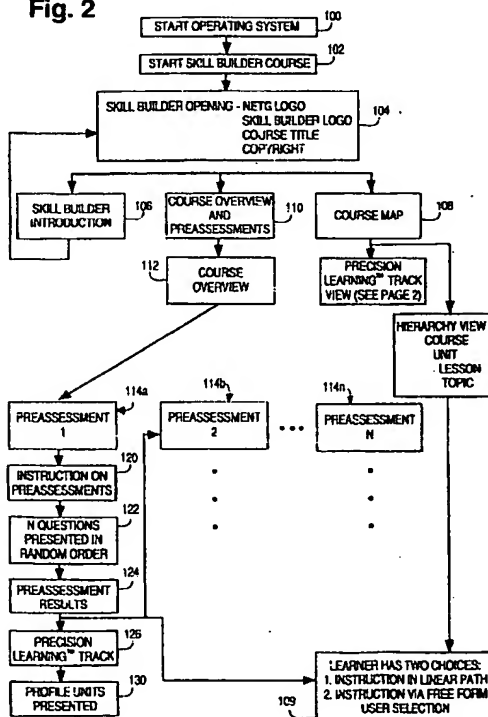 Fig. 2
START OPERATING SYSTEM
100
START SKILL BUILDER COURSE
102
SKILL BUILDER OPENING - NETG LOGO
SKILL BUILDER LOGO
COURSE TITLE
COPYRIGHT
104
SKILL BUILDER
INTRODUCTION
106
COURSE OVERVIEW
AND
PREASSESSMENTS
110
COURSE MAP
108
112
COURSE
OVERVIEW
PRECISION
LEARNING™ TRACK
VIEW (SEE PAGE 2)
HIERARCHY VIEW
COURSE
UNIT
LESSON
TOPIC
114a
PREASSESSMENT
1
114b
PREASSESSMENT
2
114n
PREASSESSMENT
N
120
INSTRUCTION ON
PREASSESSMENTS
122
N QUESTIONS
PRESENTED IN
RANDOM ORDER
124
PREASSESSMENT
RESULTS
126
PRECISION
LEARNING™ TRACK
130
PROFILE UNITS
PRESENTED
LEARNER HAS TWO CHOICES:
1. INSTRUCTION IN LINEAR PATH
2. INSTRUCTION VIA FREE FORM
USER SELECTION
109